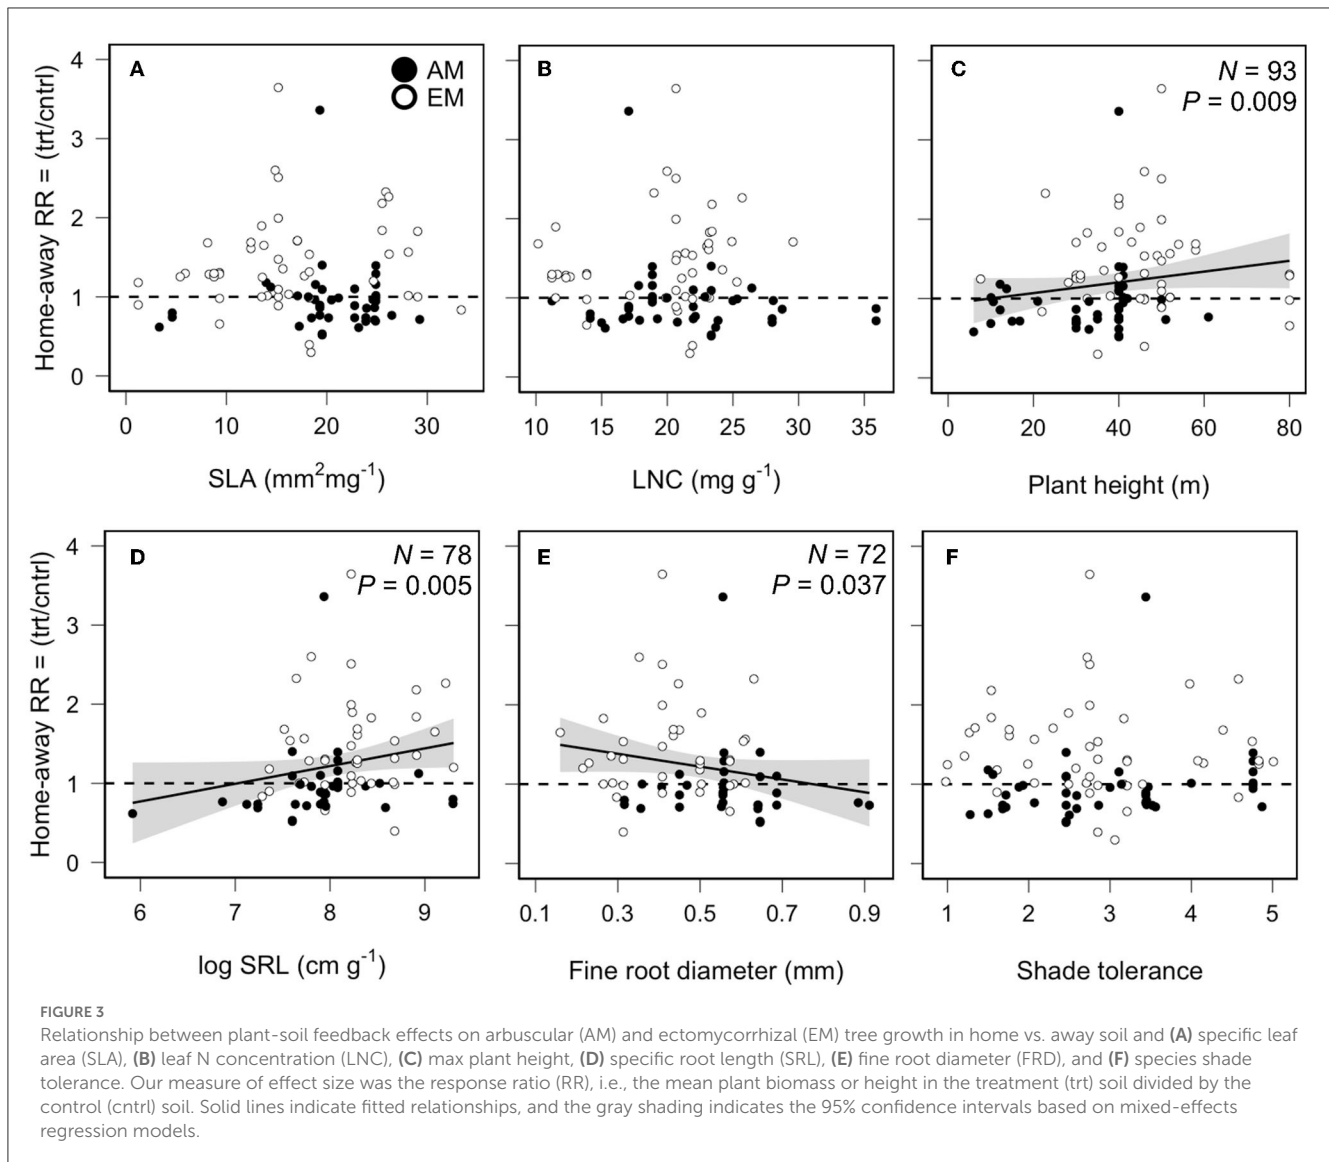 A
AM
EM
Home-away RR = (trt/cntrl)
4
3
2
1
0
0 10 20 30
SLA (mm²mg⁻¹)
B
10 15 20 25 30 35
LNC (mg g⁻¹)
C
N = 93
P = 0.009
0 20 40 60 80
Plant height (m)
D
N = 78
P = 0.005
Home-away RR = (trt/cntrl)
4
3
2
1
0
6 7 8 9
log SRL (cm g⁻¹)
E
N = 72
P = 0.037
0.1 0.3 0.5 0.7 0.9
Fine root diameter (mm)
F
1 2 3 4 5
Shade tolerance
FIGURE 3
Relationship between plant-soil feedback effects on arbuscular (AM) and ectomycorrhizal (EM) tree growth in home vs. away soil and (A) specific leaf
area (SLA), (B) leaf N concentration (LNC), (C) max plant height, (D) specific root length (SRL), (E) fine root diameter (FRD), and (F) species shade
tolerance. Our measure of effect size was the response ratio (RR), i.e., the mean plant biomass or height in the treatment (trt) soil divided by the
control (cntrl) soil. Solid lines indicate fitted relationships, and the gray shading indicates the 95% confidence intervals based on mixed-effects
regression models.